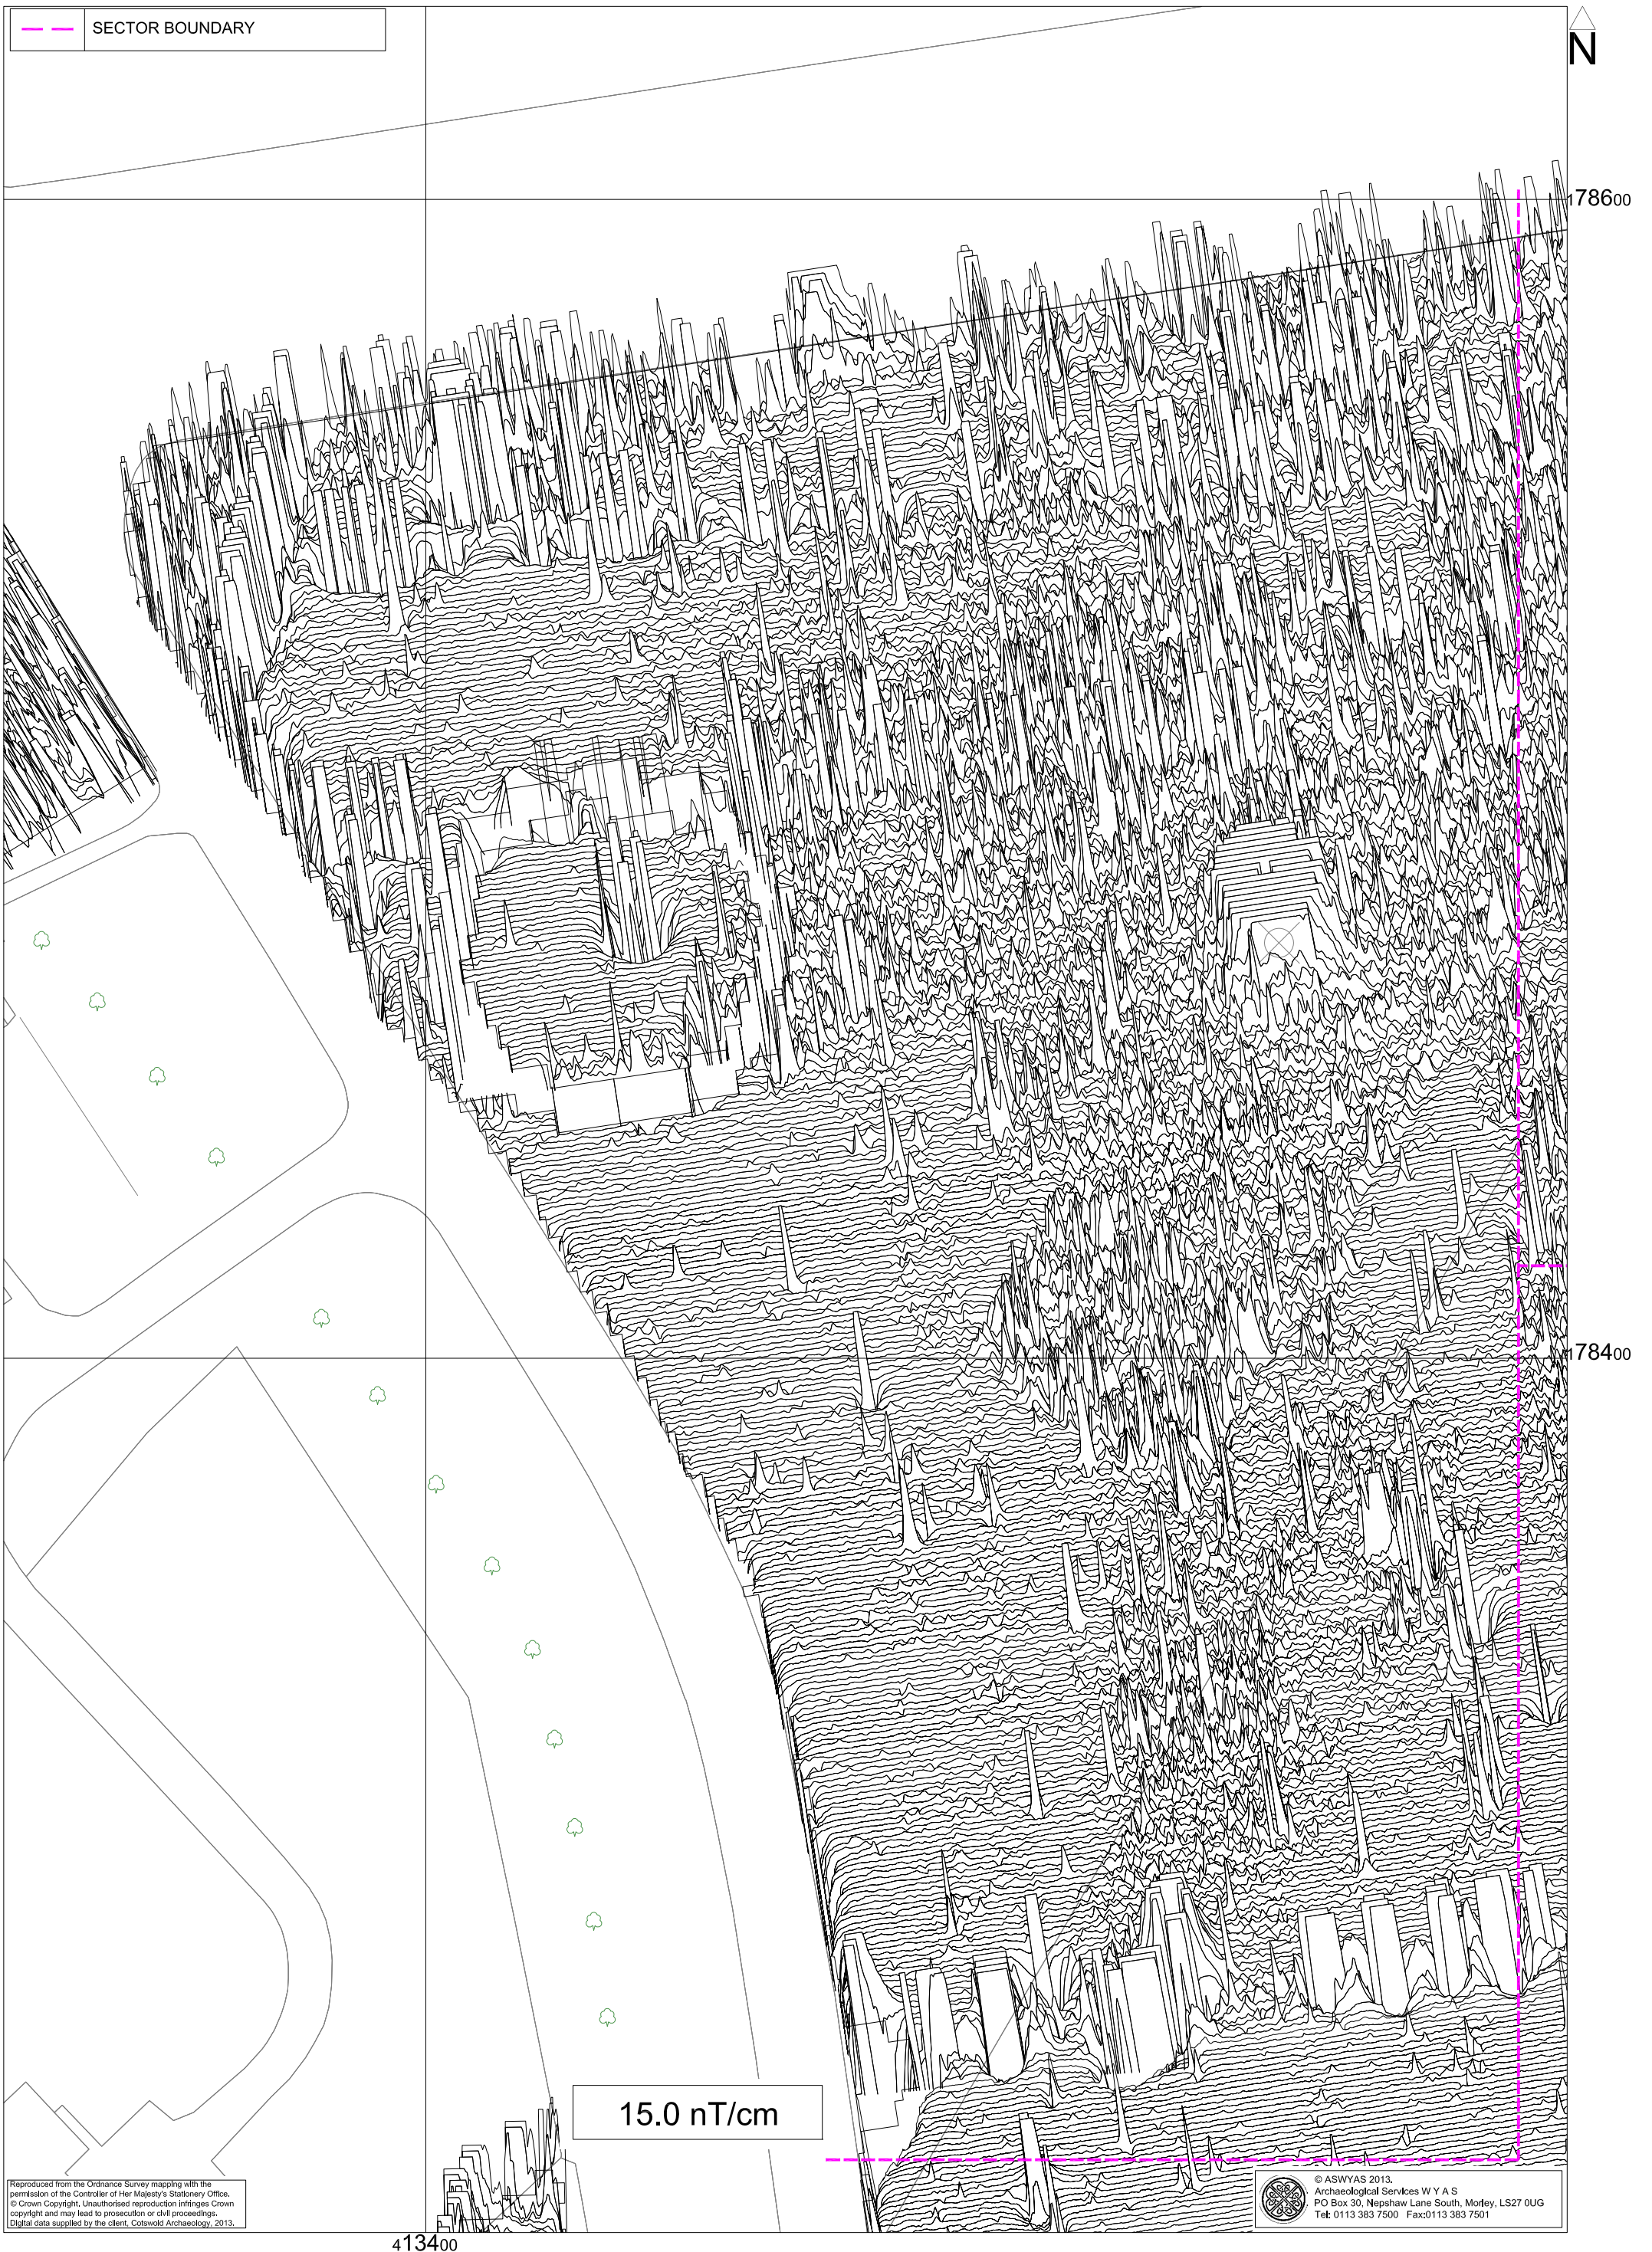 SECTOR BOUNDARY
N
178600
178400
15.0 nT/cm
Reproduced from the Ordnance Survey mapping with the
permission of the Controller of Her Majesty's Stationery Office.
© Crown Copyright. Unauthorised reproduction infringes Crown
copyright and may lead to prosecution or civil proceedings.
Digital data supplied by the client, Cotswold Archaeology, 2013.
© ASWYAS 2013.
Archaeological Services W Y A S
PO Box 30, Nepshaw Lane South, Morley, LS27 0UG
Tel: 0113 383 7500 Fax:0113 383 7501
413400